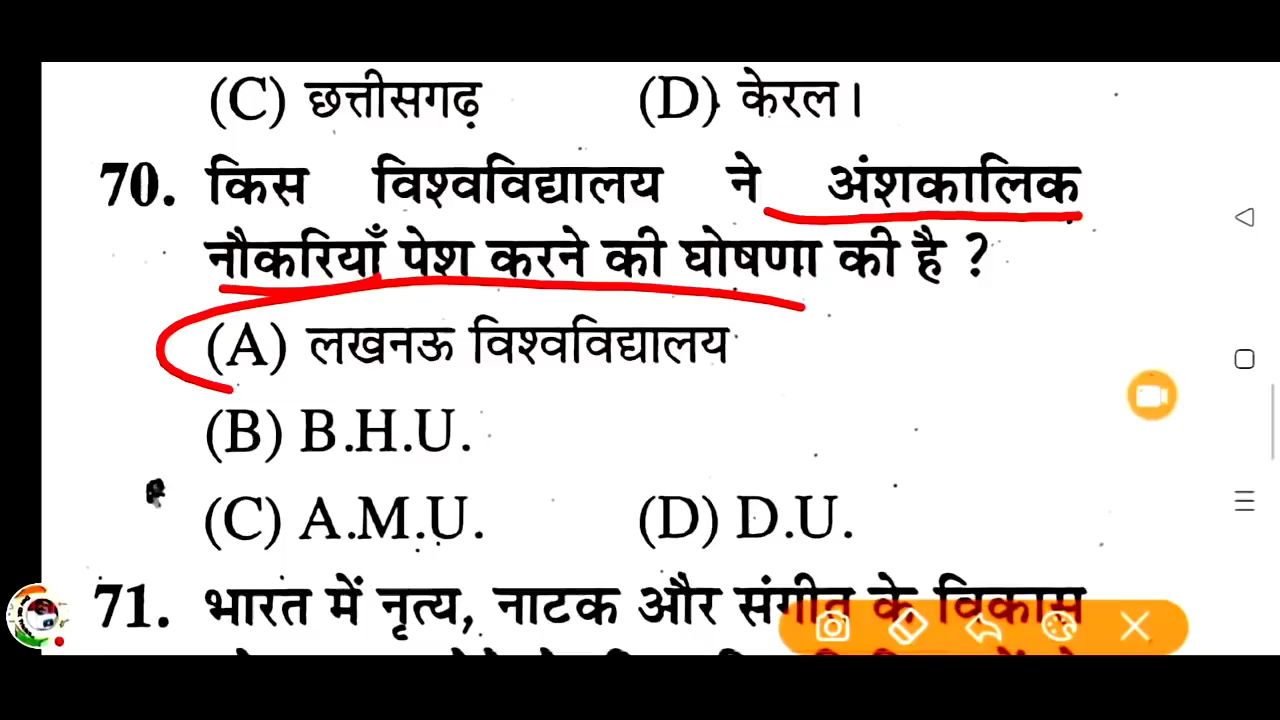 (C) छत्तीसगढ़ (D) केरल।
70. किस विश्वविद्यालय ने अंशकालिक
नौकरियाँ पेश करने की घोषणा की है ?
(A) लखनऊ विश्वविद्यालय
(B) B.H.U.
(C) A.M.U. (D) D.U.
71. भारत में नृत्य, नाटक और संगीत के विकास